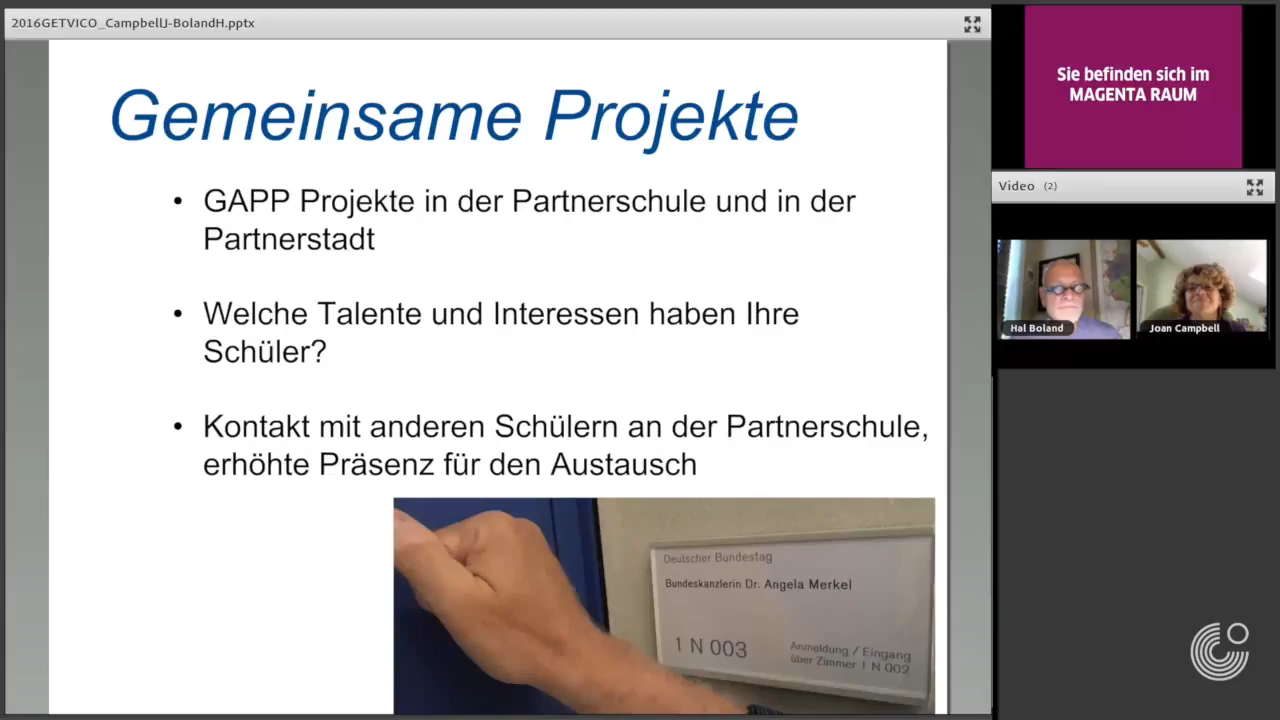 2016GETVICO_CampbellJ-BolandH.pptx
Gemeinsame Projekte
• GAPP Projekte in der Partnerschule und in der
Partnerstadt
• Welche Talente und Interessen haben Ihre
Schüler?
• Kontakt mit anderen Schülern an der Partnerschule,
erhöhte Präsenz für den Austausch
Deutscher Bundestag
Bundeskanzlerin Dr. Angela Merkel
1 N 003
Anmeldung / Eingang
über Zimmer 1 N 002
Sie befinden sich im
MAGENTA RAUM
Video (2)
Hal Boland
Joan Campbell